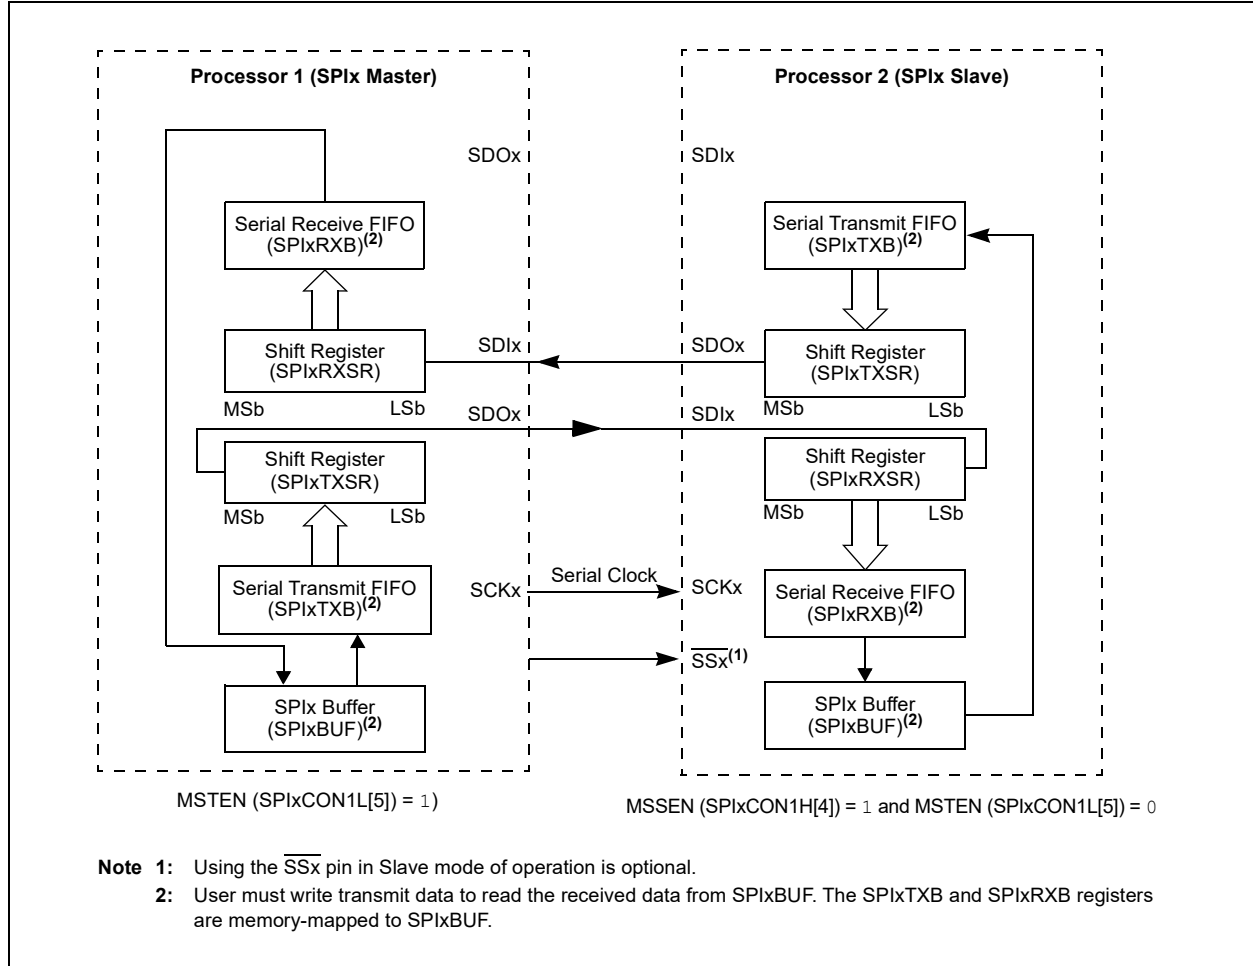 Processor 1 (SPIx Master)
Processor 2 (SPIx Slave)
SDOx
SDIx
Serial Receive FIFO
(SPIxRXB)(2)
Serial Transmit FIFO
(SPIxTXB)(2)
Shift Register
(SPIxRXSR)
SDIx
SDOx
Shift Register
(SPIxTXSR)
MSb
LSb
MSb
LSb
SDOx
SDIx
Shift Register
(SPIxTXSR)
Shift Register
(SPIxRXSR)
MSb
LSb
MSb
LSb
Serial Transmit FIFO
(SPIxTXB)(2)
SCKx
Serial Clock
SCKx
Serial Receive FIFO
(SPIxRXB)(2)
SSx(1)
SPIx Buffer
(SPIxBUF)(2)
SPIx Buffer
(SPIxBUF)(2)
MSTEN (SPIxCON1L[5]) = 1)
MSSEN (SPIxCON1H[4]) = 1 and MSTEN (SPIxCON1L[5]) = 0
Note 1: Using the SSx pin in Slave mode of operation is optional.
2: User must write transmit data to read the received data from SPIxBUF. The SPIxTXB and SPIxRXB registers
are memory-mapped to SPIxBUF.